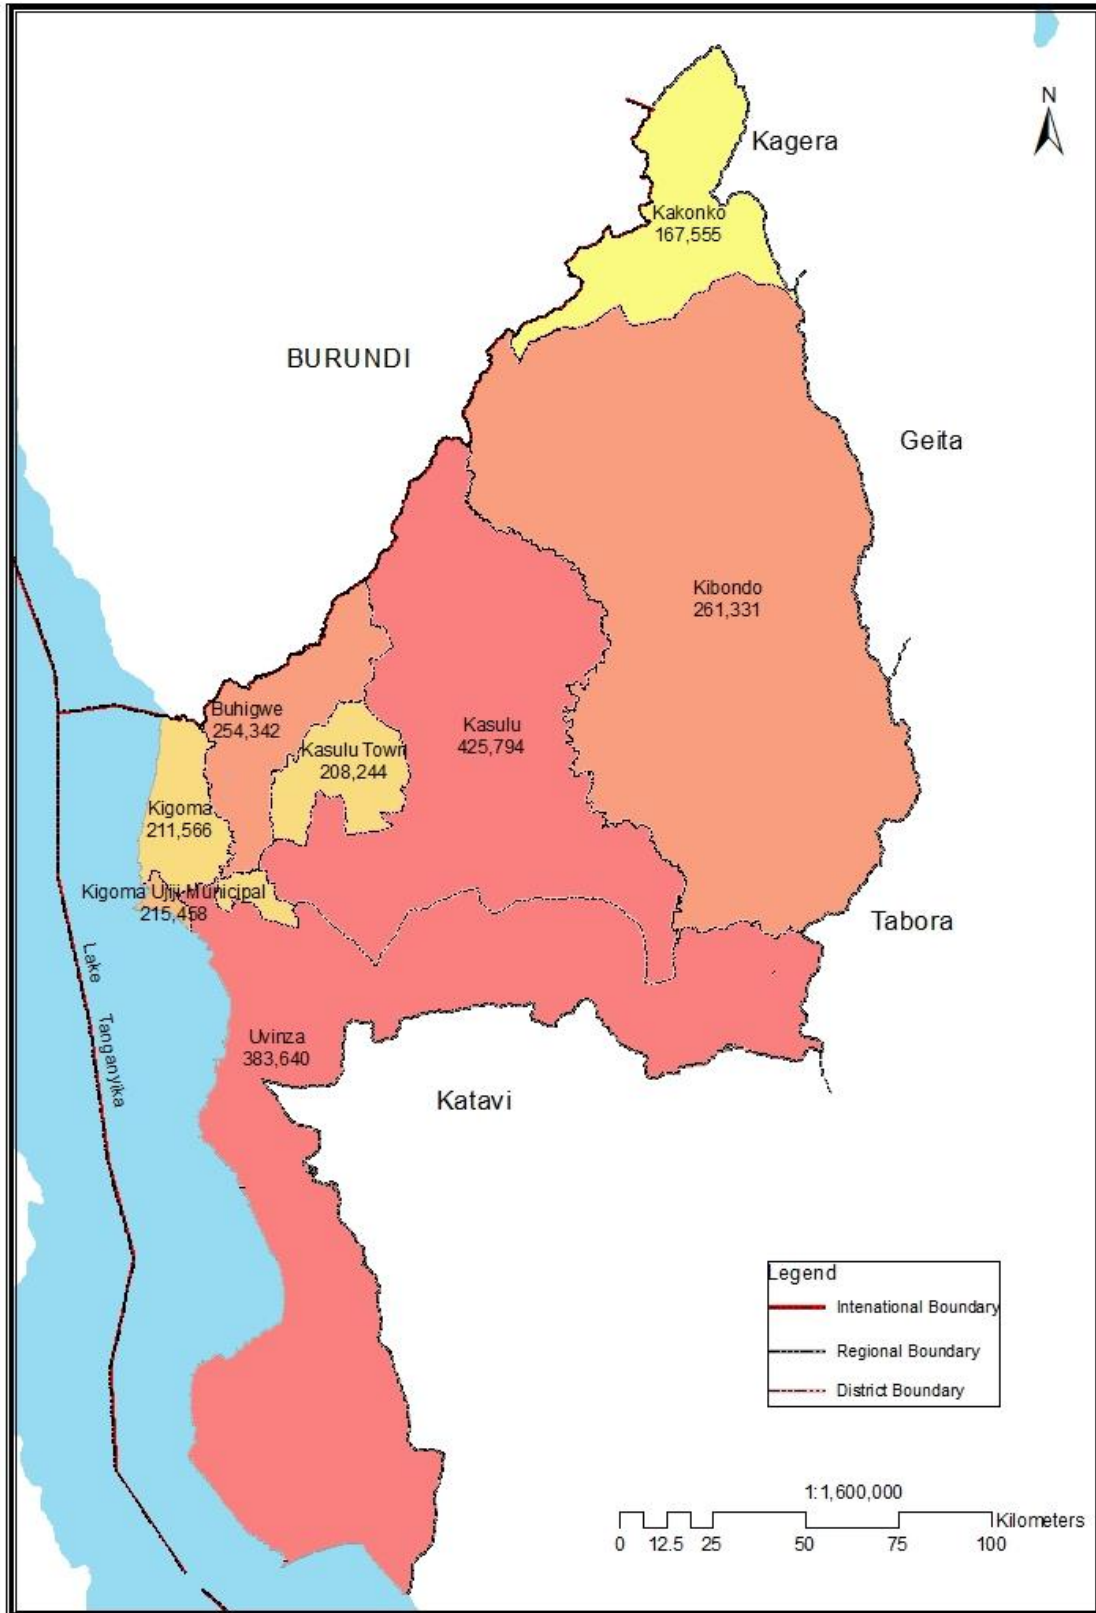 N
Kagera
Kakonko
167,555
BURUNDI
Geita
Kibondo
261,331
Buhigwe
254,342
Kasulu
425,794
Kasulu Town
208,244
Kigoma
211,566
Kigoma Ujiji Municipal
215,458
Tabora
Lake
Tanganyika
Uvinza
383,640
Katavi
Legend
Intenational Boundary
Regional Boundary
District Boundary
1:1,600,000
Kilometers
0 12.5 25 50 75 100